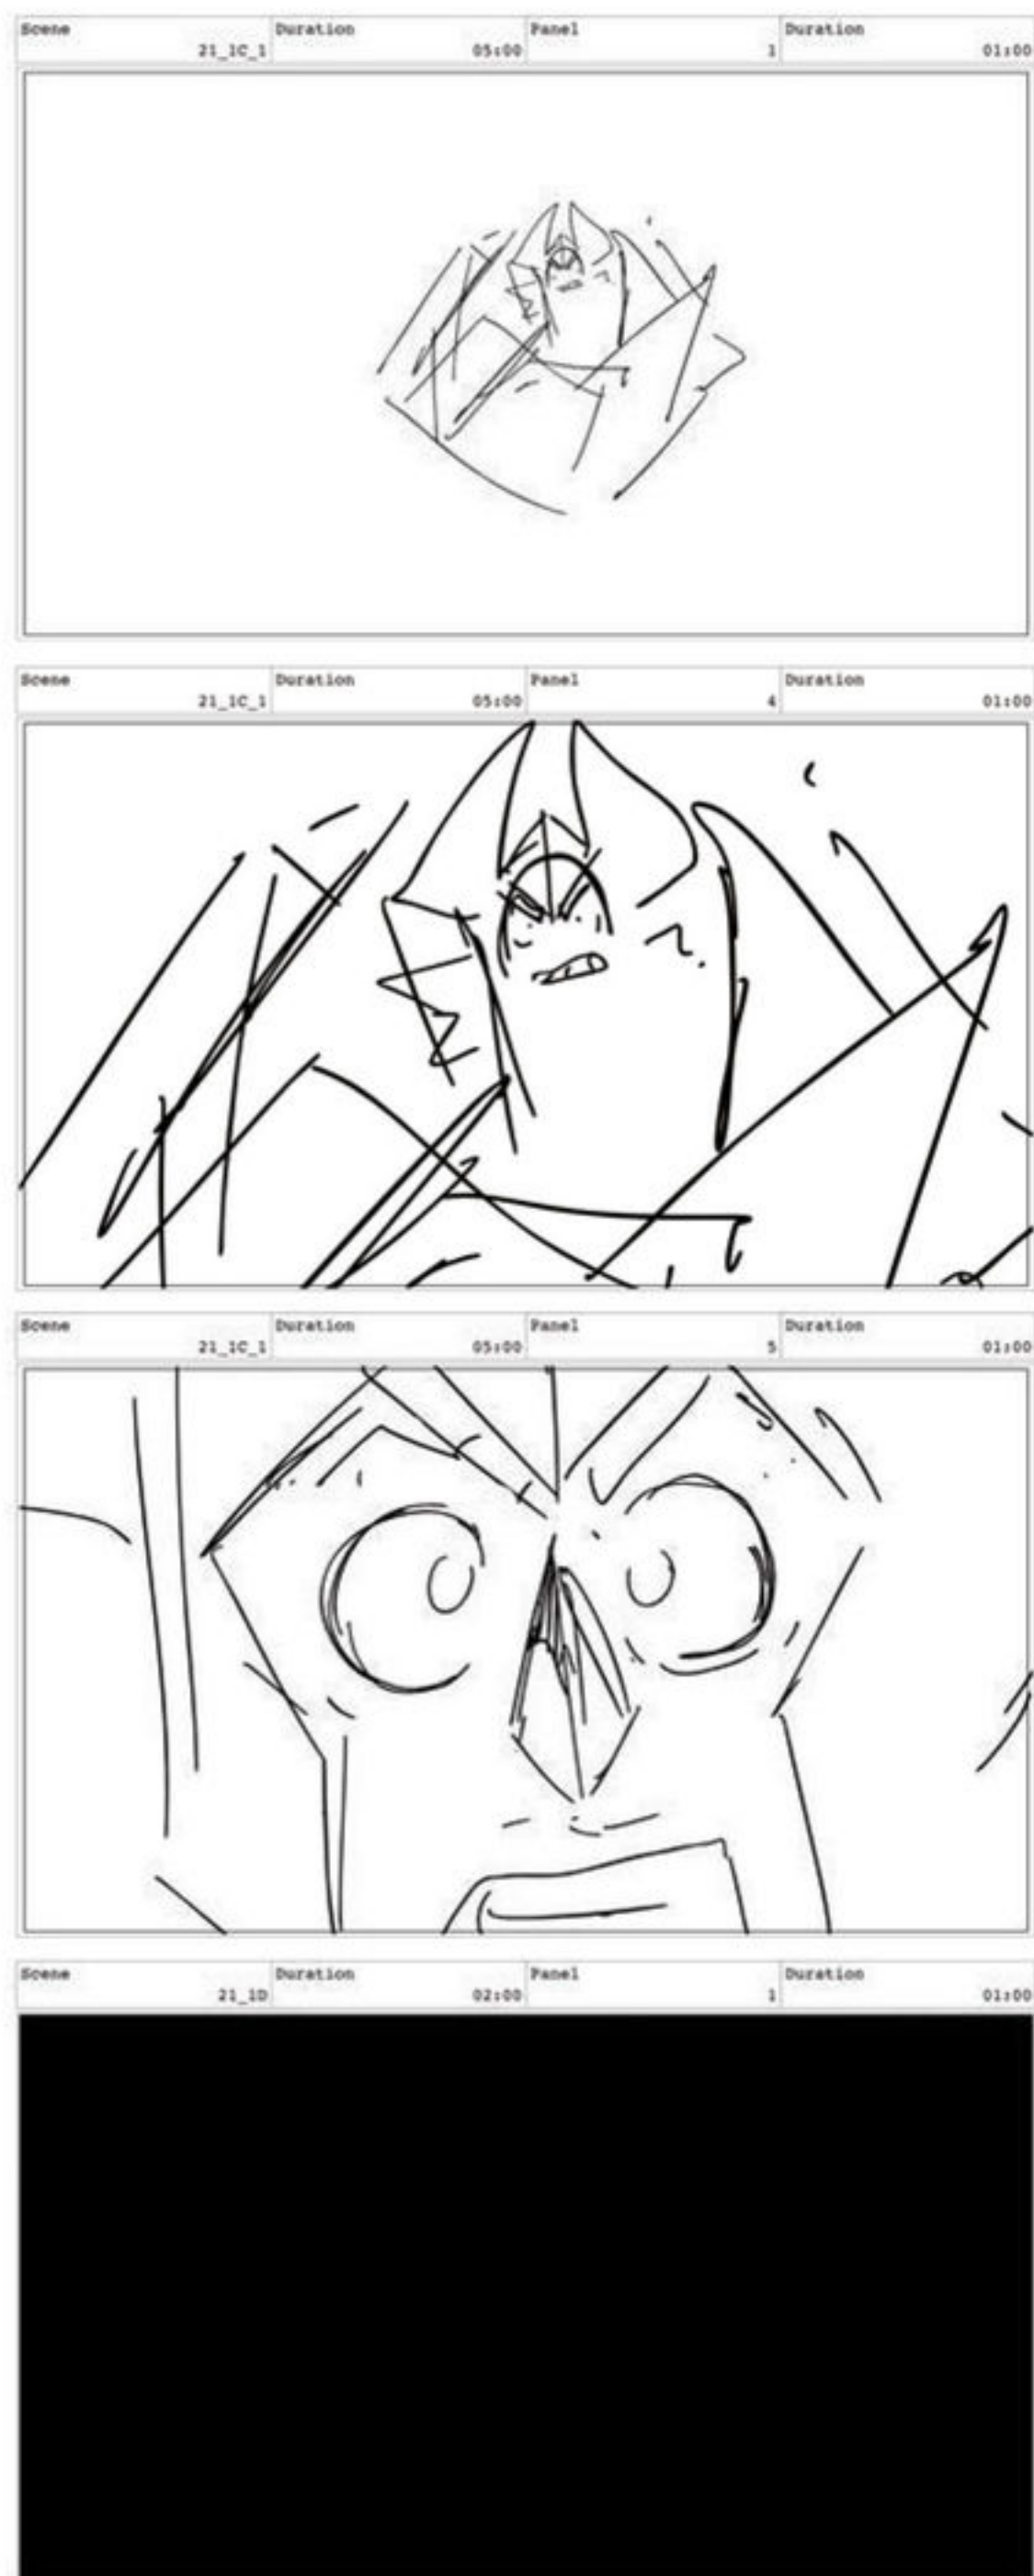 Scene Duration Panel Duration
21_1C_1 05:00 1 01:00
Scene Duration Panel Duration
21_1C_1 05:00 4 01:00
Scene Duration Panel Duration
21_1C_1 05:00 5 01:00
Scene Duration Panel Duration
21_1D 02:00 1 01:00